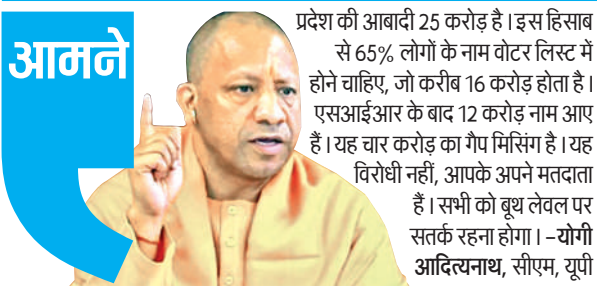 आमने
प्रदेश की आबादी 25 करोड़ है। इस हिसाब
से 65% लोगों के नाम वोटर लिस्ट में
होने चाहिए, जो करीब 16 करोड़ होता है।
एसआईआर के बाद 12 करोड़ नाम आए
हैं। यह चार करोड़ का गैप मिसिंग है। यह
विरोधी नहीं, आपके अपने मतदाता
हैं। सभी को बूथ लेवल पर
सतर्क रहना होगा। –योगी
आदित्यनाथ, सीएम, यूपी